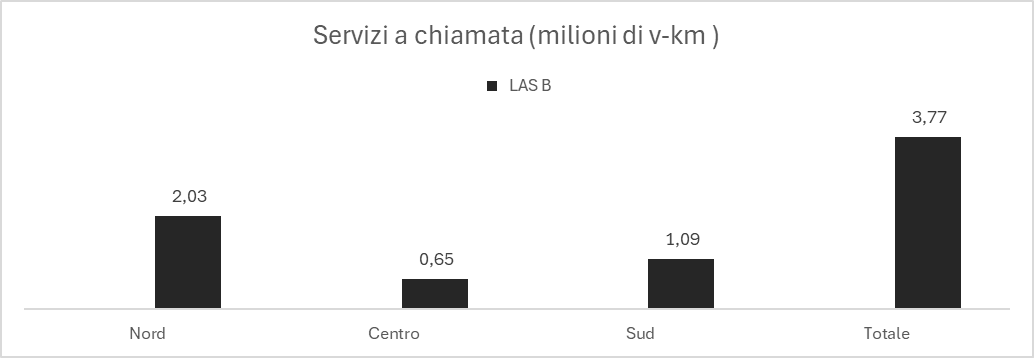 Servizi a chiamata (milioni di v-km )
LAS B
3,77
2,03
1,09
0,65
Nord Centro Sud Totale